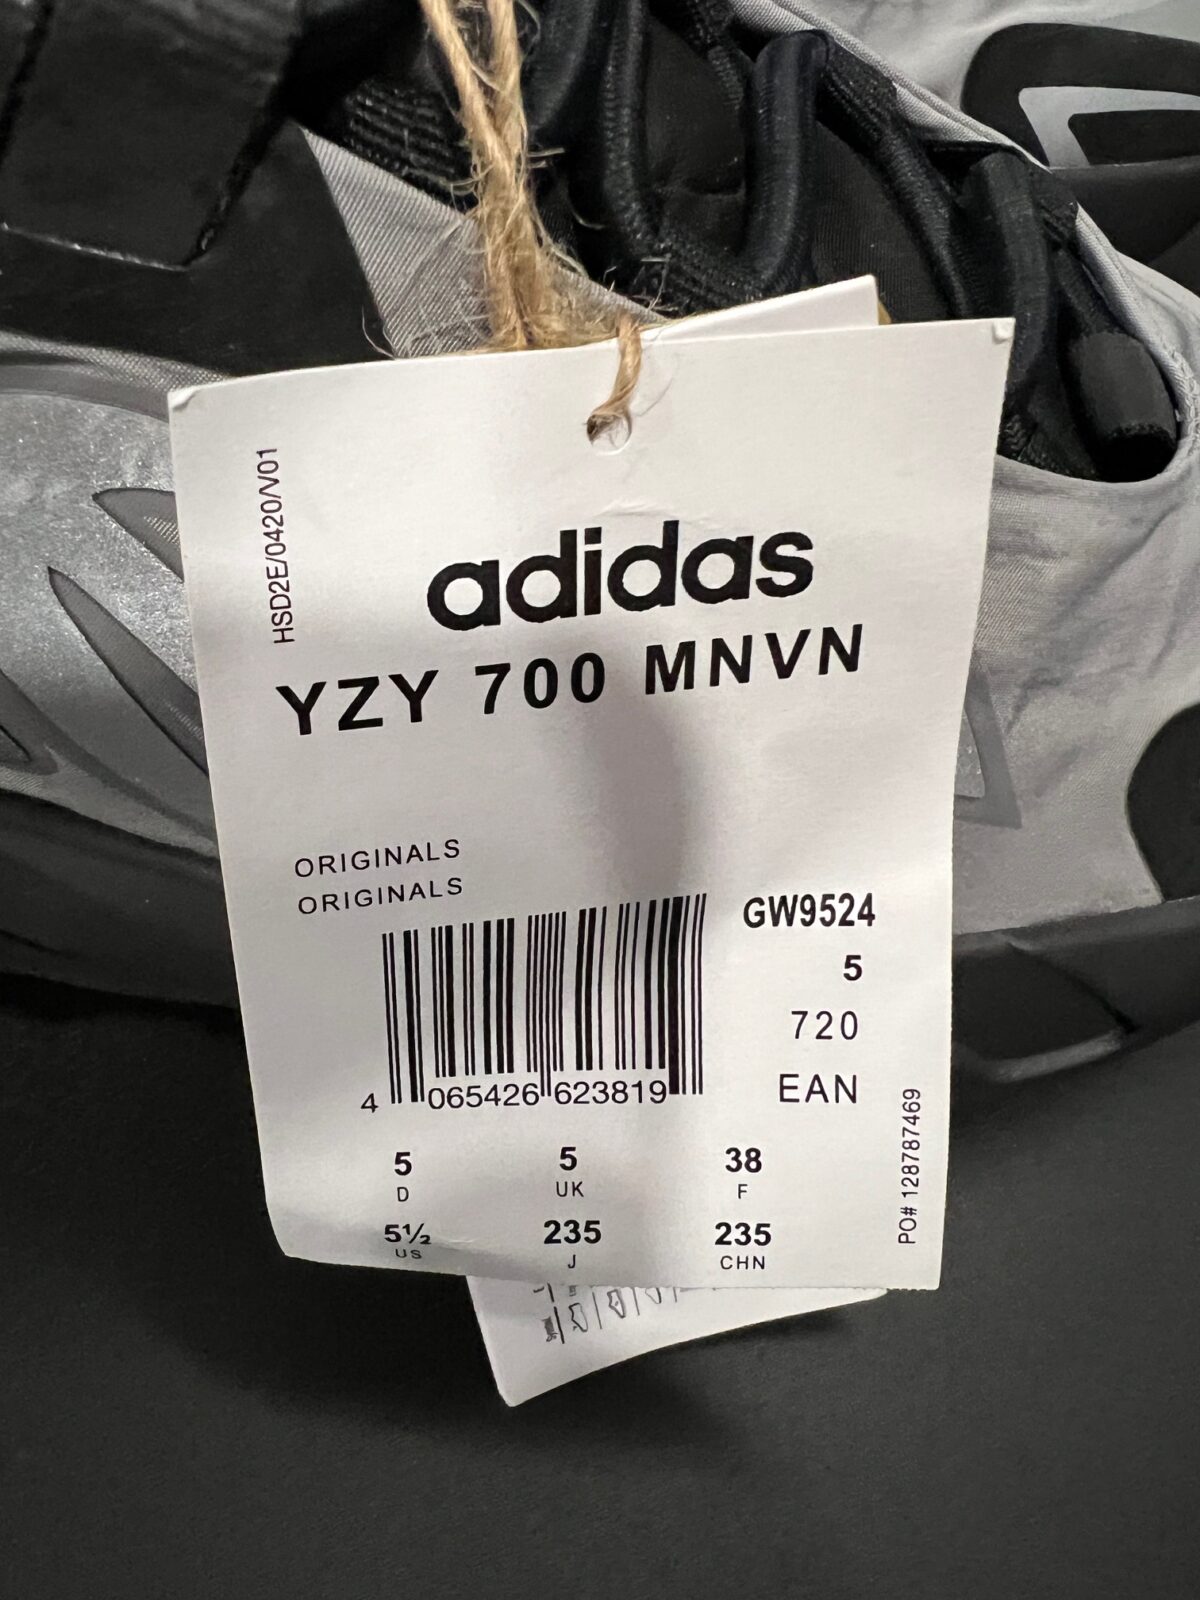 HSD2E/0420/V01
adidas
YZY 700 MNVN
ORIGINALS
ORIGINALS
GW9524
5
720
EAN
4 065426 623819
5 5 38
D UK F
5½ 235 235
US J CHN
PO# 128787469